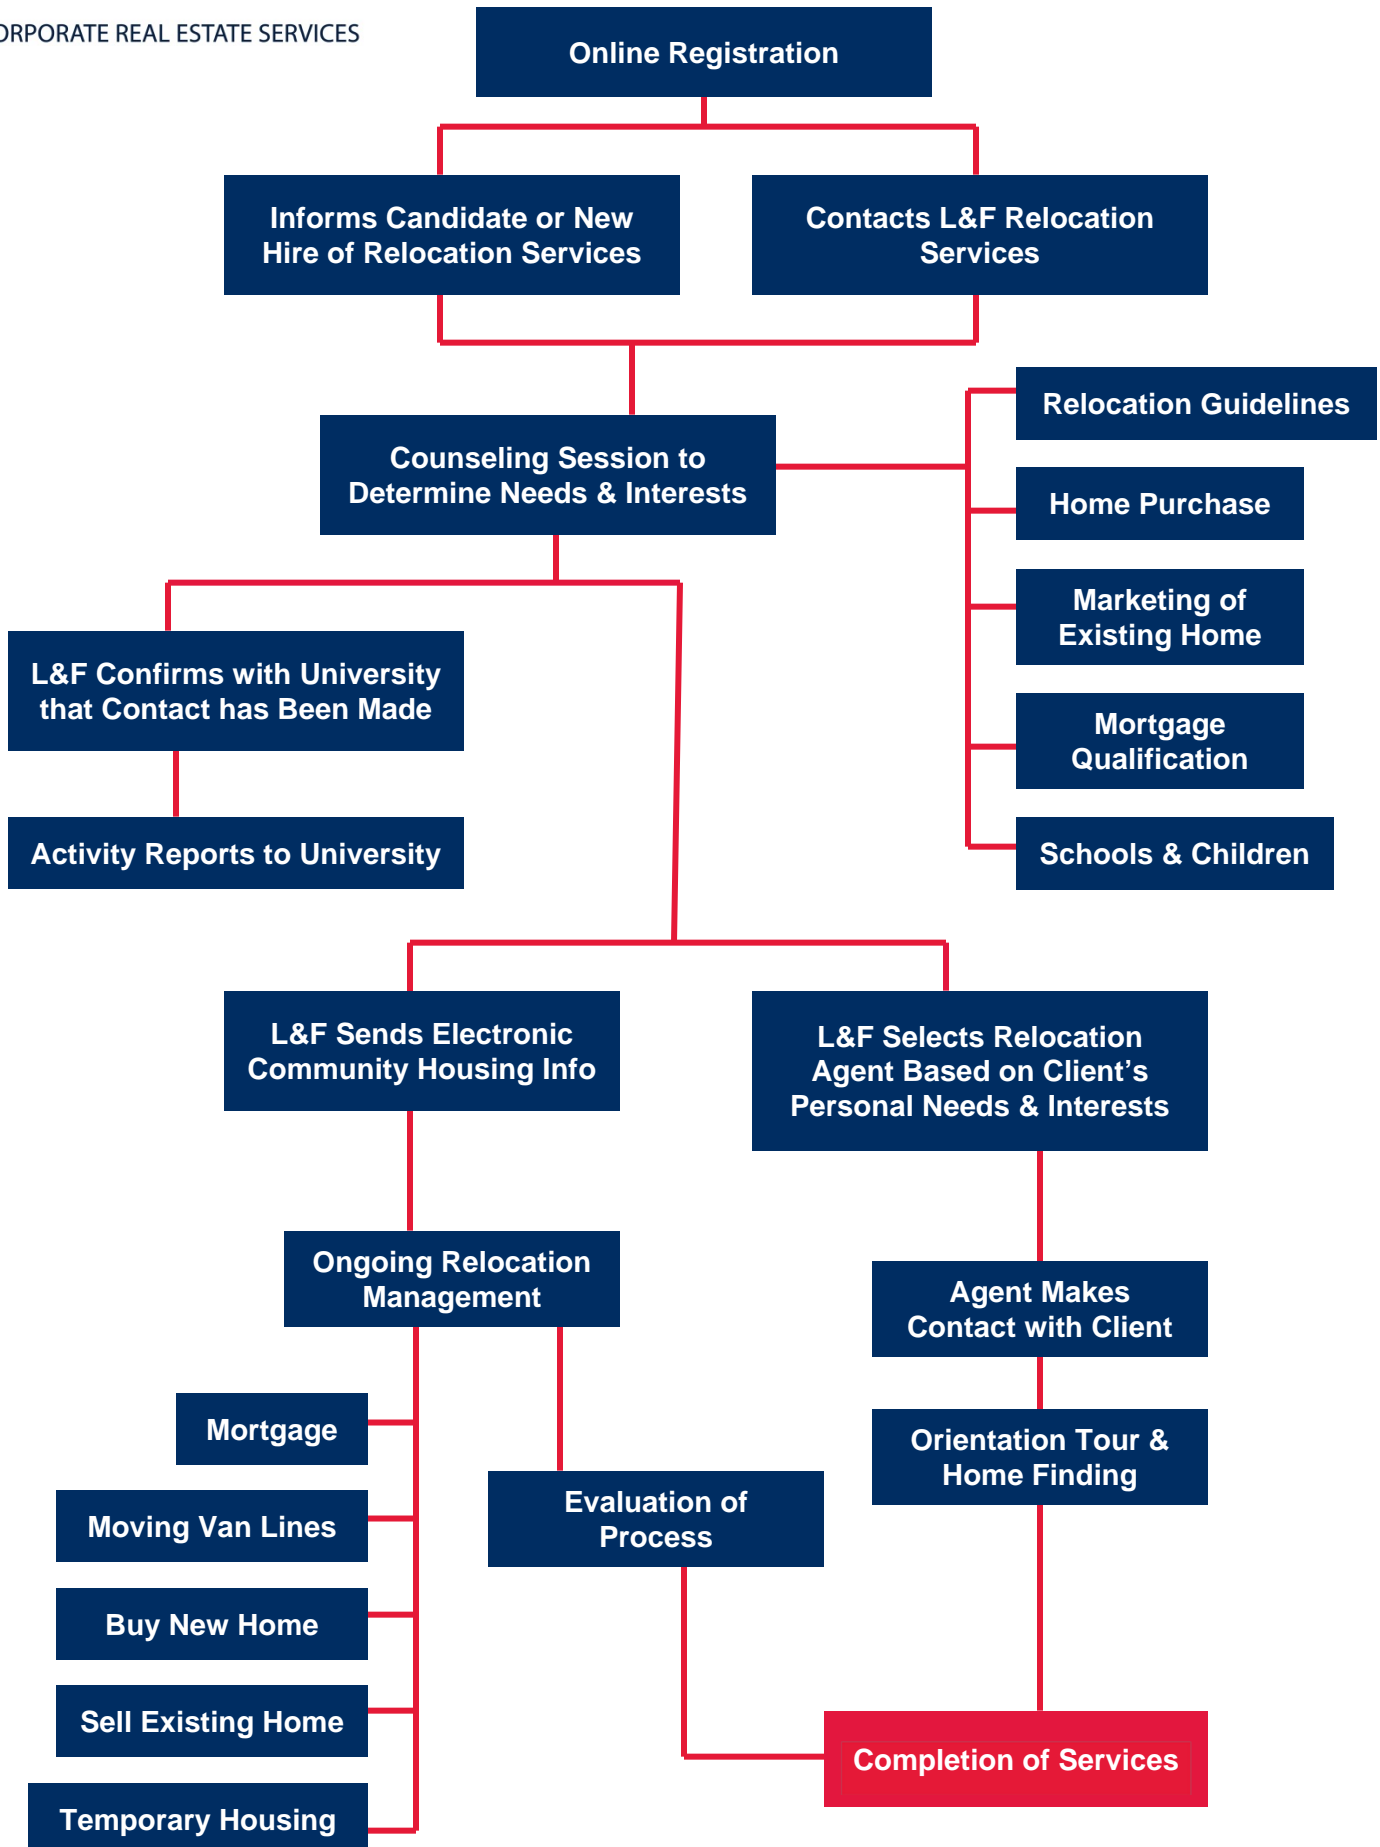 ORPORATE REAL ESTATE SERVICES
Online Registration
Informs Candidate or New
Hire of Relocation Services
Contacts L&F Relocation
Services
Relocation Guidelines
Counseling Session to
Determine Needs & Interests
Home Purchase
Marketing of
Existing Home
L&F Confirms with University
that Contact has Been Made
Mortgage
Qualification
Activity Reports to University
Schools & Children
L&F Sends Electronic
Community Housing Info
L&F Selects Relocation
Agent Based on Client’s
Personal Needs & Interests
Ongoing Relocation
Management
Agent Makes
Contact with Client
Mortgage
Orientation Tour &
Home Finding
Moving Van Lines
Evaluation of
Process
Buy New Home
Sell Existing Home
Completion of Services
Temporary Housing